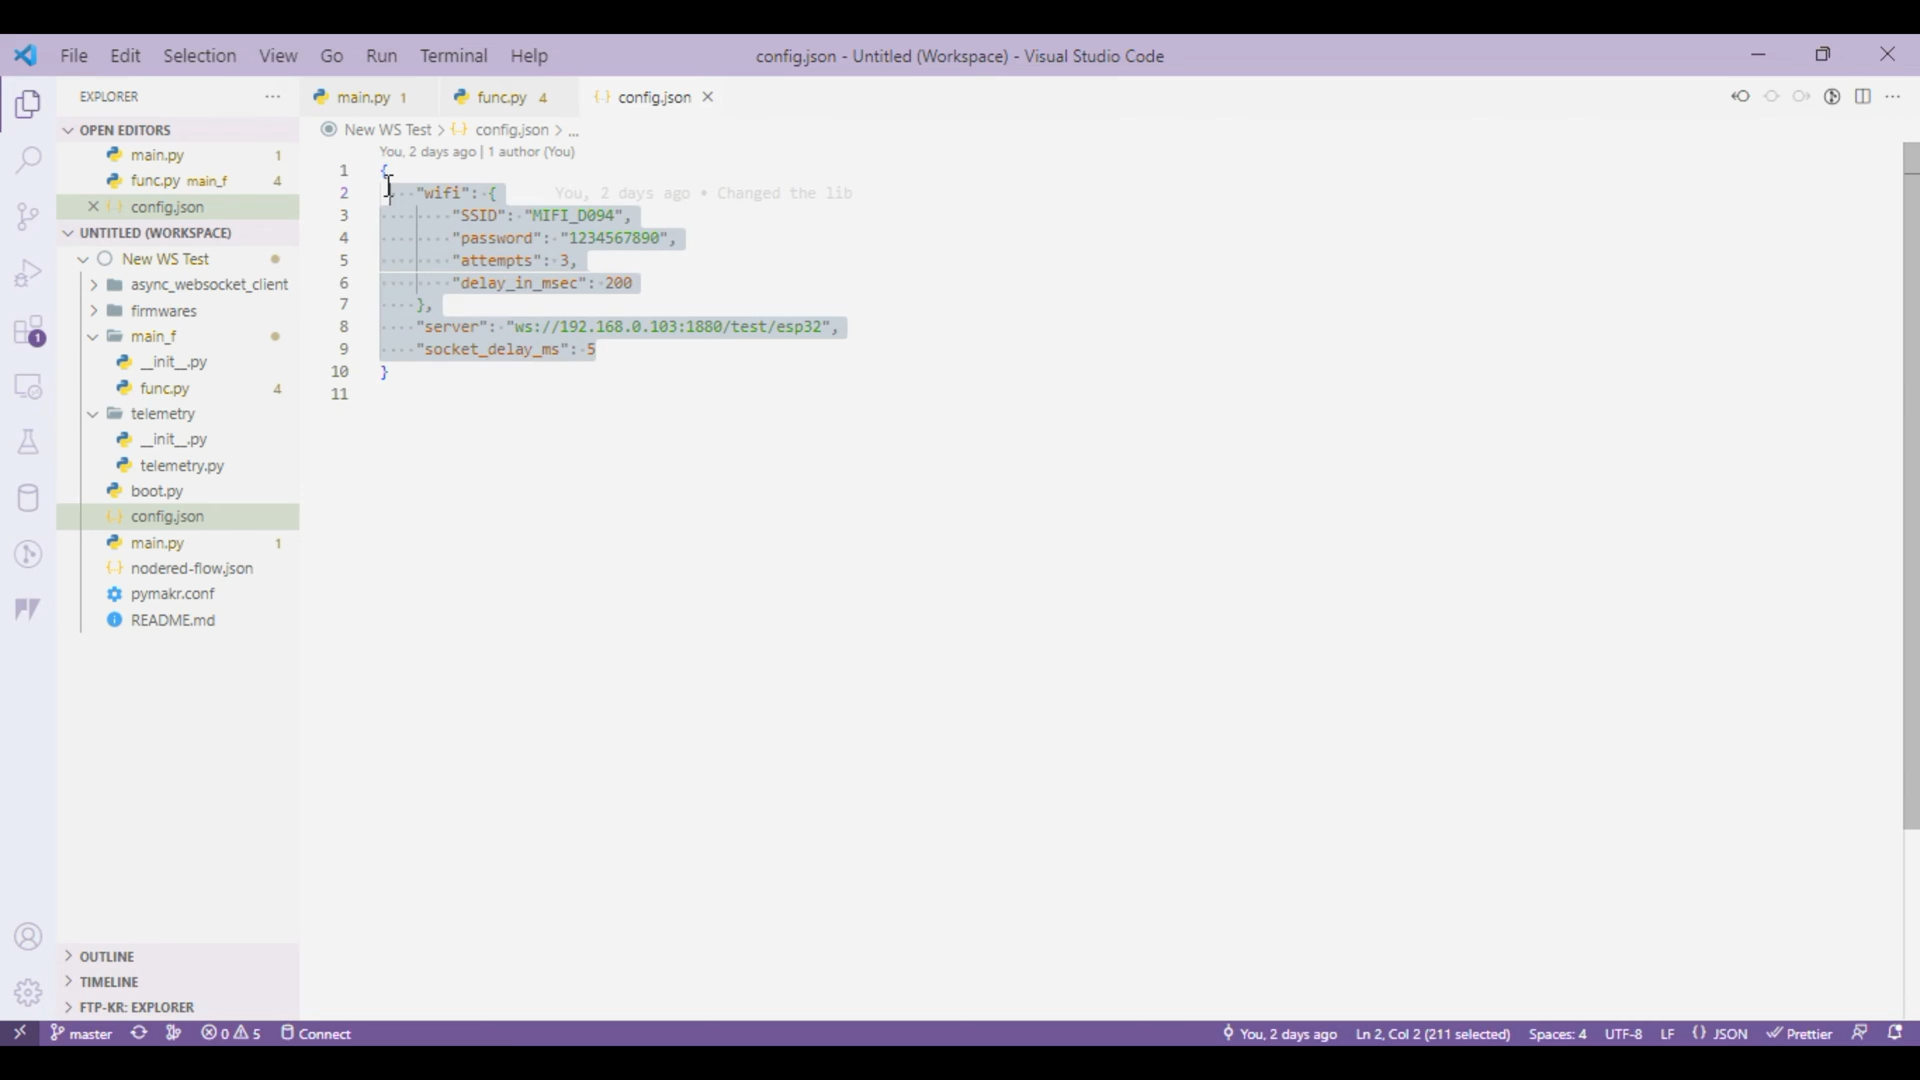 File Edit Selection View Go Run Terminal Help
config.json - Untitled (Workspace) - Visual Studio Code
EXPLORER
OPEN EDITORS
main.py 1
func.py main_f 4
config.json
UNTITLED (WORKSPACE)
New WS Test
async_websocket_client
firmwares
main_f
__init__.py
func.py 4
telemetry
__init__.py
telemetry.py
boot.py
config.json
main.py 1
nodered-flow.json
pymakr.conf
README.md
OUTLINE
TIMELINE
FTP-KR: EXPLORER
1
main.py 1 func.py 4 config.json
New WS Test > config.json > ...
You, 2 days ago | 1 author (You)
1 {
2 "wifi": { You, 2 days ago • Changed the lib
3 "SSID": "MIFI_D094",
4 "password": "1234567890",
5 "attempts": 3,
6 "delay_in_msec": 200
7 },
8 "server": "ws://192.168.0.103:1880/test/esp32",
9 "socket_delay_ms": 5
10 }
11
master 0 5 Connect You, 2 days ago Ln 2, Col 2 (211 selected) Spaces: 4 UTF-8 LF {} JSON Prettier